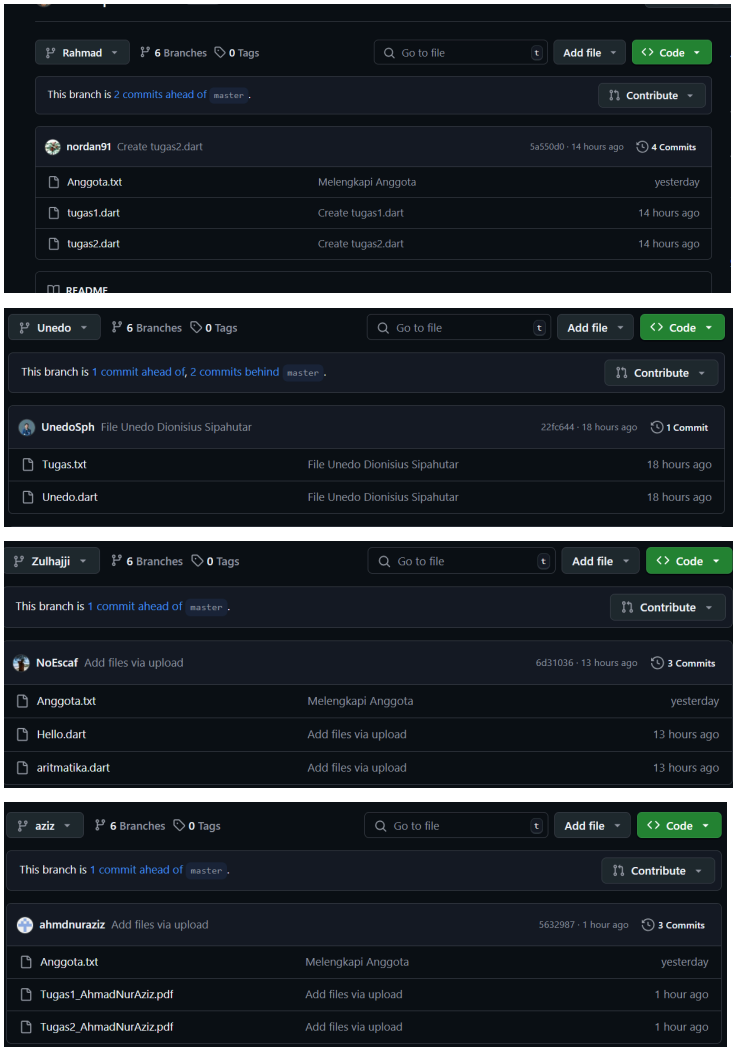 Rahmad 6 Branches 0 Tags Go to file t Add file Code
This branch is 2 commits ahead of master .
Contribute
nordan91 Create tugas2.dart 5a550d0 · 14 hours ago 4 Commits
Anggota.txt Melengkapi Anggota yesterday
tugas1.dart Create tugas1.dart 14 hours ago
tugas2.dart Create tugas2.dart 14 hours ago
README
Unedo 6 Branches 0 Tags Go to file t Add file Code
This branch is 1 commit ahead of, 2 commits behind master .
Contribute
UnedoSph File Unedo Dionisius Sipahutar 22fc644 · 18 hours ago 1 Commit
Tugas.txt File Unedo Dionisius Sipahutar 18 hours ago
Unedo.dart File Unedo Dionisius Sipahutar 18 hours ago
Zulhajji 6 Branches 0 Tags Go to file t Add file Code
This branch is 1 commit ahead of master .
Contribute
NoEscaf Add files via upload 6d31036 · 13 hours ago 3 Commits
Anggota.txt Melengkapi Anggota yesterday
Hello.dart Add files via upload 13 hours ago
aritmatika.dart Add files via upload 13 hours ago
aziz 6 Branches 0 Tags Go to file t Add file Code
This branch is 1 commit ahead of master .
Contribute
ahmdnuraziz Add files via upload 5632987 · 1 hour ago 3 Commits
Anggota.txt Melengkapi Anggota yesterday
Tugas1_AhmadNurAziz.pdf Add files via upload 1 hour ago
Tugas2_AhmadNurAziz.pdf Add files via upload 1 hour ago